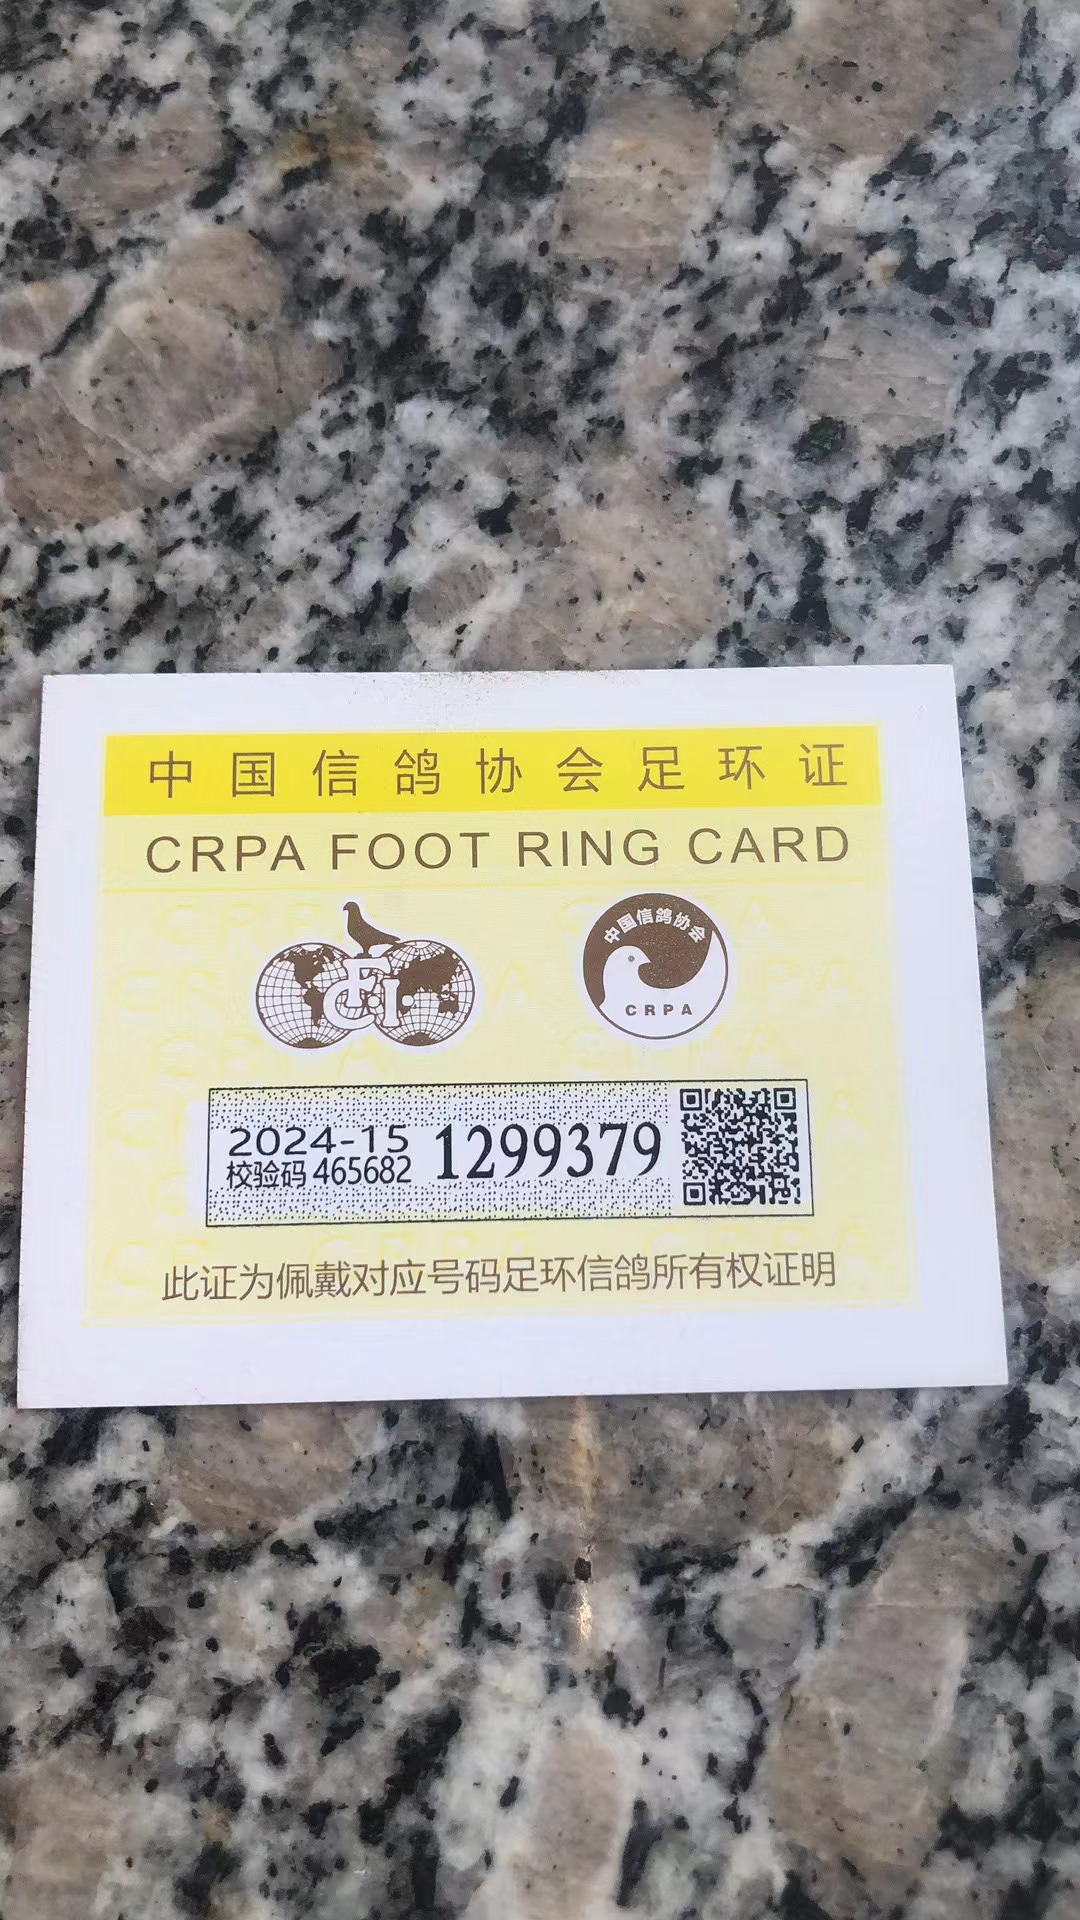 中国信鸽协会足环证
CRPA FOOT RING CARD
F.C.I.
中国信鸽协会
CRPA
2024-15 1299379
校验码 465682
此证为佩戴对应号码足环信鸽所有权证明